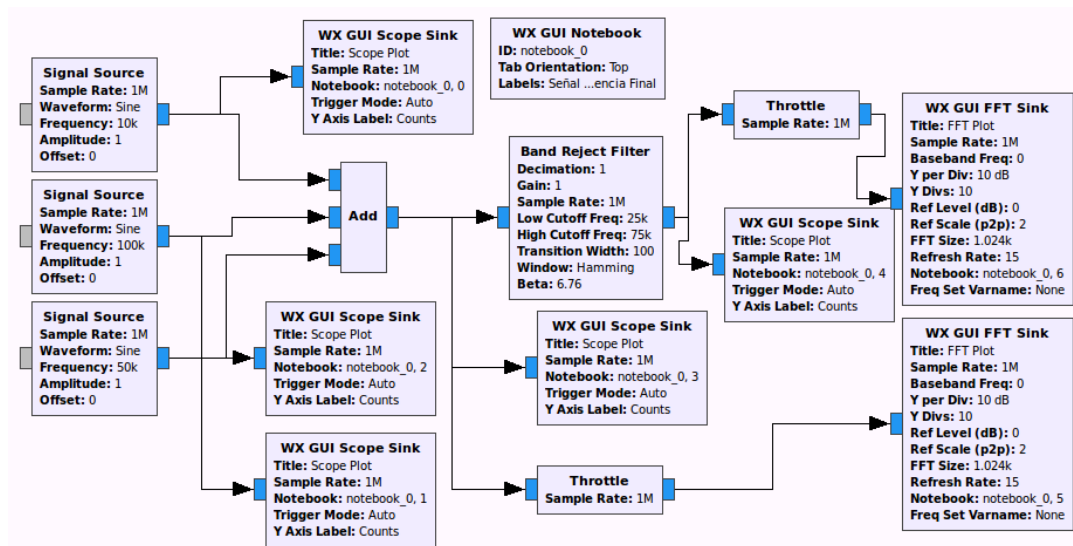 WX GUI Scope Sink
Title: Scope Plot
Sample Rate: 1M
Notebook: notebook_0, 0
Trigger Mode: Auto
Y Axis Label: Counts
WX GUI Notebook
ID: notebook_0
Tab Orientation: Top
Labels: Señal ...encia Final
Signal Source
Sample Rate: 1M
Waveform: Sine
Frequency: 10k
Amplitude: 1
Offset: 0
Throttle
Sample Rate: 1M
WX GUI FFT Sink
Title: FFT Plot
Sample Rate: 1M
Baseband Freq: 0
Y per Div: 10 dB
Y Divs: 10
Ref Level (dB): 0
Ref Scale (p2p): 2
FFT Size: 1.024k
Refresh Rate: 15
Notebook: notebook_0, 6
Freq Set Varname: None
Band Reject Filter
Decimation: 1
Gain: 1
Sample Rate: 1M
Low Cutoff Freq: 25k
High Cutoff Freq: 75k
Transition Width: 100
Window: Hamming
Beta: 6.76
Add
Signal Source
Sample Rate: 1M
Waveform: Sine
Frequency: 100k
Amplitude: 1
Offset: 0
WX GUI Scope Sink
Title: Scope Plot
Sample Rate: 1M
Notebook: notebook_0, 4
Trigger Mode: Auto
Y Axis Label: Counts
Signal Source
Sample Rate: 1M
Waveform: Sine
Frequency: 50k
Amplitude: 1
Offset: 0
WX GUI Scope Sink
Title: Scope Plot
Sample Rate: 1M
Notebook: notebook_0, 2
Trigger Mode: Auto
Y Axis Label: Counts
WX GUI Scope Sink
Title: Scope Plot
Sample Rate: 1M
Notebook: notebook_0, 3
Trigger Mode: Auto
Y Axis Label: Counts
WX GUI FFT Sink
Title: FFT Plot
Sample Rate: 1M
Baseband Freq: 0
Y per Div: 10 dB
Y Divs: 10
Ref Level (dB): 0
Ref Scale (p2p): 2
FFT Size: 1.024k
Refresh Rate: 15
Notebook: notebook_0, 5
Freq Set Varname: None
WX GUI Scope Sink
Title: Scope Plot
Sample Rate: 1M
Notebook: notebook_0, 1
Trigger Mode: Auto
Y Axis Label: Counts
Throttle
Sample Rate: 1M